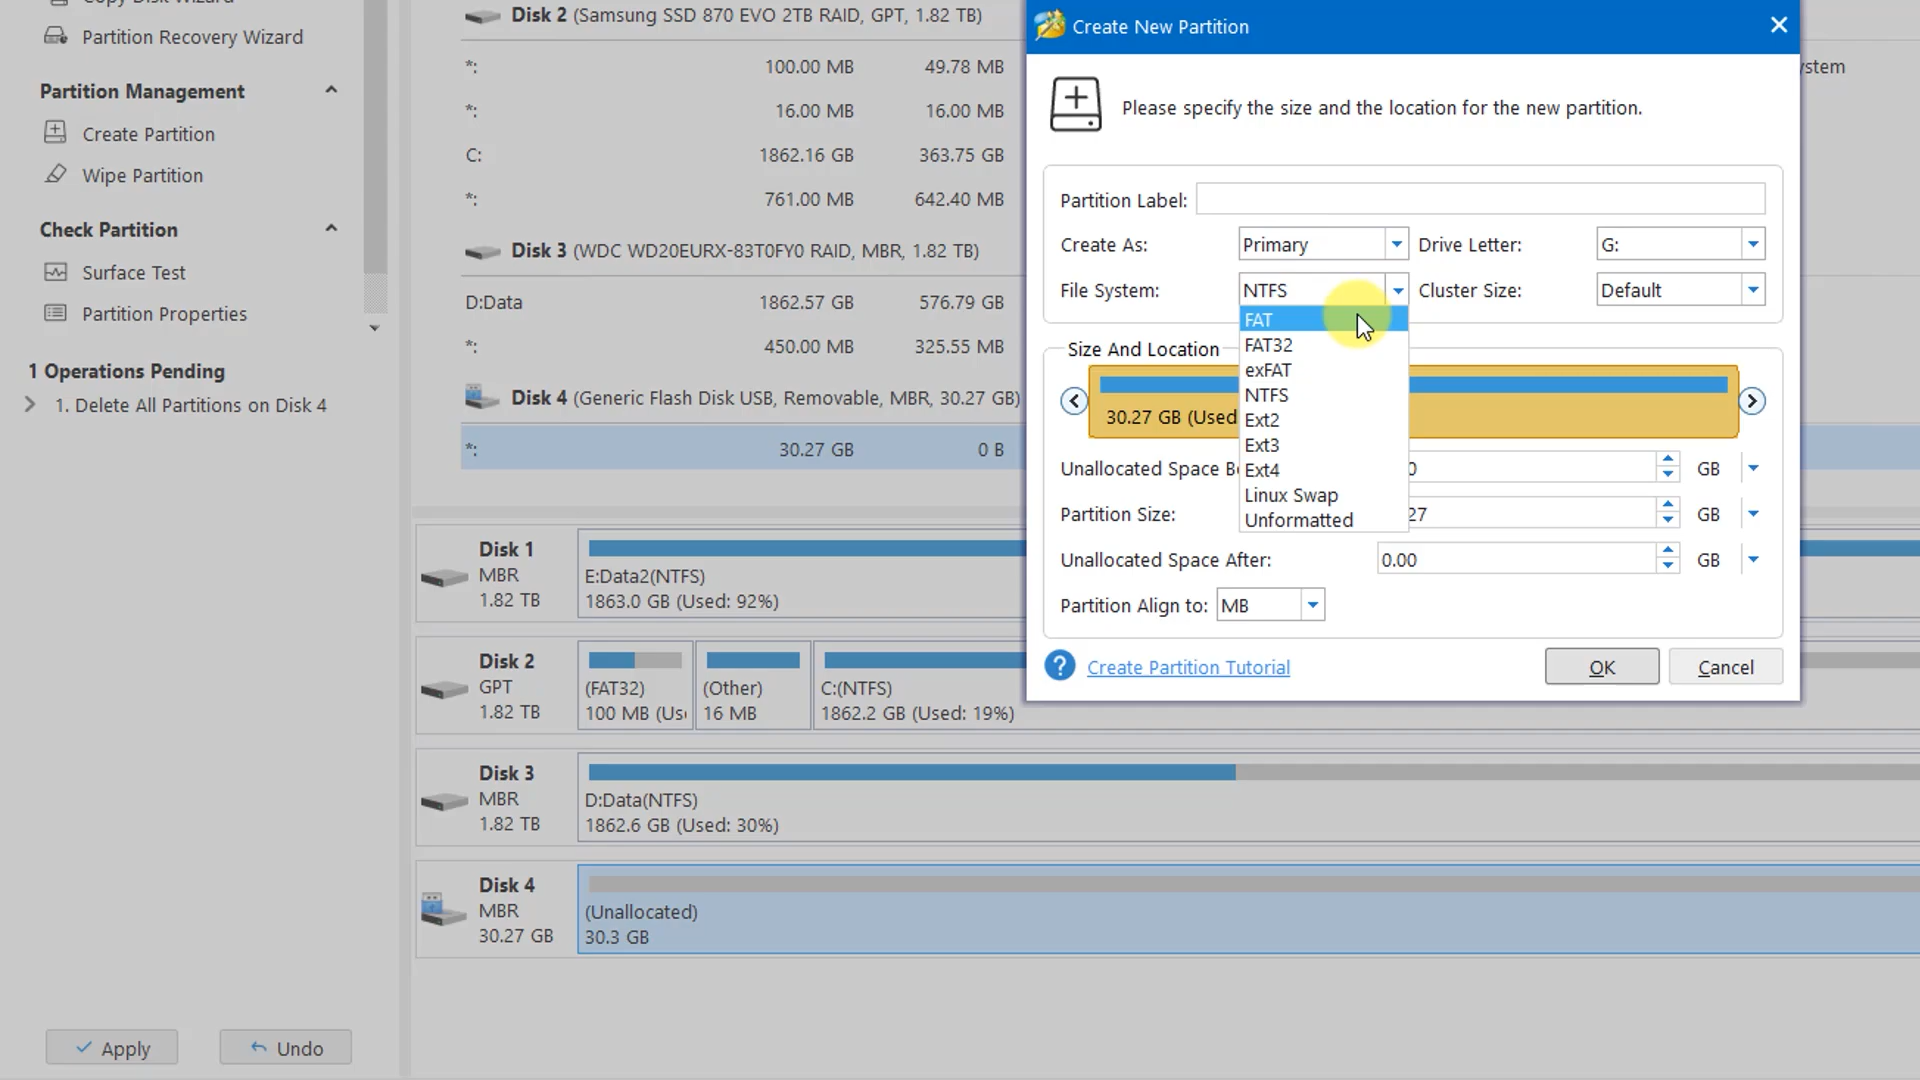 Copy Disk Wizard
Partition Recovery Wizard
Partition Management
Create Partition
Wipe Partition
Check Partition
Surface Test
Partition Properties
1 Operations Pending
1. Delete All Partitions on Disk 4
Apply
Undo
Disk 2 (Samsung SSD 870 EVO 2TB RAID, GPT, 1.82 TB)
*: 100.00 MB 49.78 MB
*: 16.00 MB 16.00 MB
C: 1862.16 GB 363.75 GB
*: 761.00 MB 642.40 MB
Disk 3 (WDC WD20EURX-83T0FY0 RAID, MBR, 1.82 TB)
D:Data 1862.57 GB 576.79 GB
*: 450.00 MB 325.55 MB
Disk 4 (Generic Flash Disk USB, Removable, MBR, 30.27 GB)
*: 30.27 GB 0 B
Disk 1
MBR
1.82 TB
E:Data2(NTFS)
1863.0 GB (Used: 92%)
Disk 2
GPT
1.82 TB
(FAT32)
100 MB (Us
(Other)
16 MB
C:(NTFS)
1862.2 GB (Used: 19%)
Disk 3
MBR
1.82 TB
D:Data(NTFS)
1862.6 GB (Used: 30%)
Disk 4
MBR
30.27 GB
(Unallocated)
30.3 GB
Create New Partition
ystem
Please specify the size and the location for the new partition.
Partition Label:
Create As: Primary Drive Letter: G:
File System: NTFS Cluster Size: Default
FAT
FAT32
exFAT
NTFS
Ext2
Ext3
Ext4
Linux Swap
Unformatted
Size And Location
30.27 GB (Used
Unallocated Space Be 0 GB
Partition Size: 27 GB
Unallocated Space After: 0.00 GB
Partition Align to: MB
? Create Partition Tutorial
OK Cancel